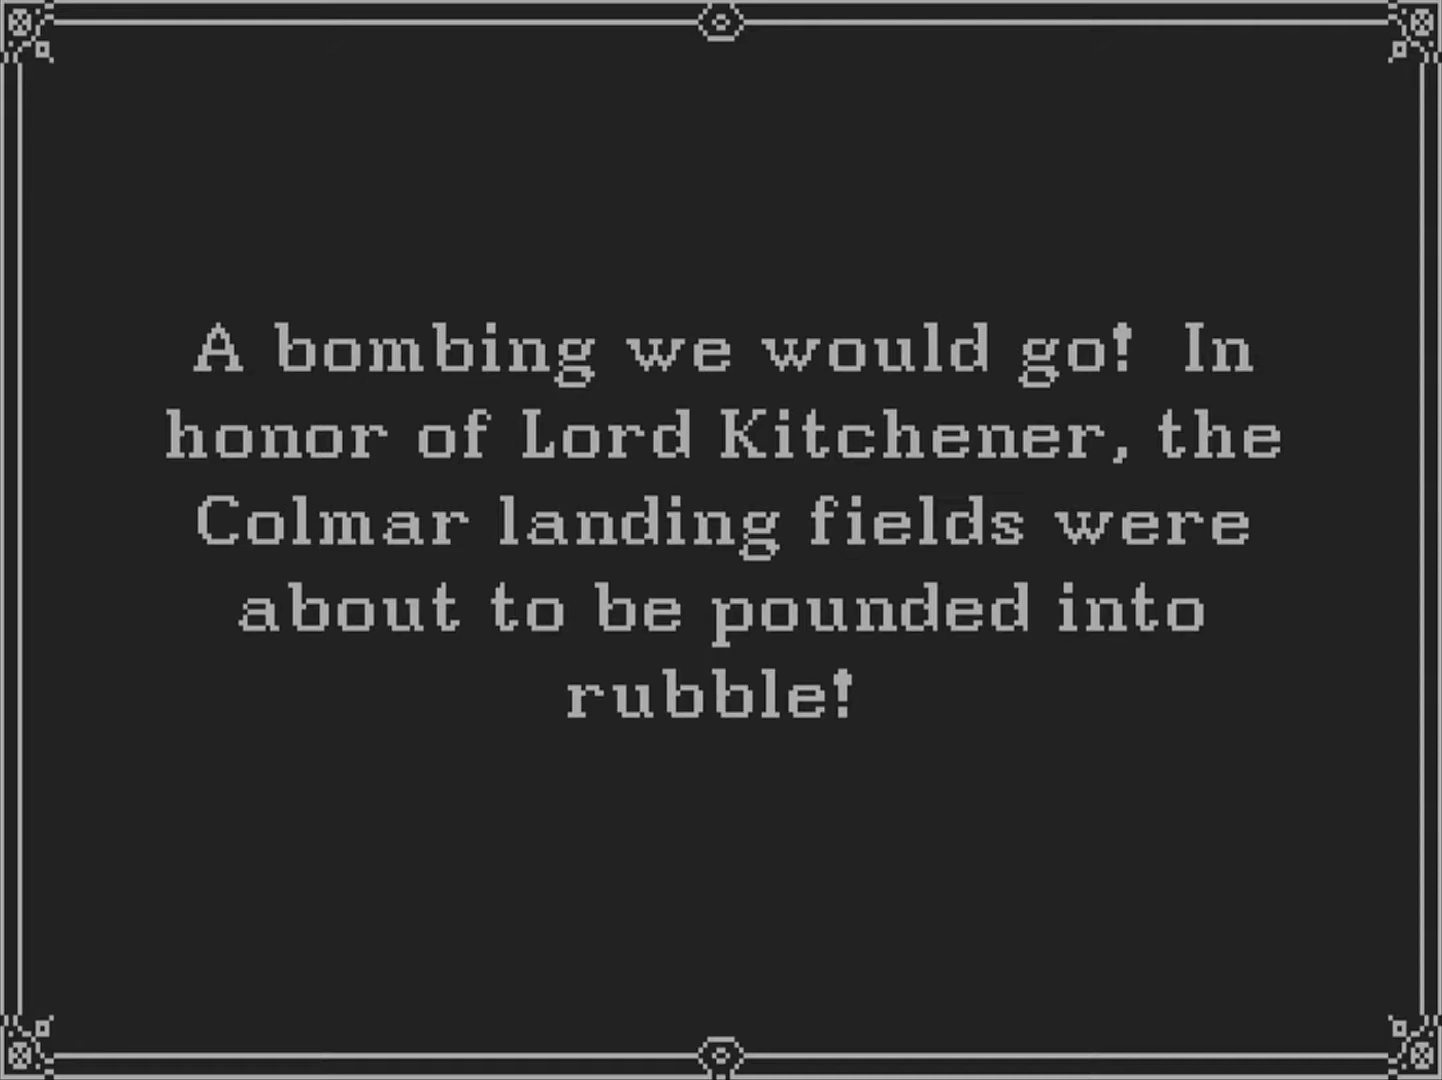 A bombing we would go!  In
honor of Lord Kitchener, the
Colmar landing fields were
about to be pounded into
rubble!